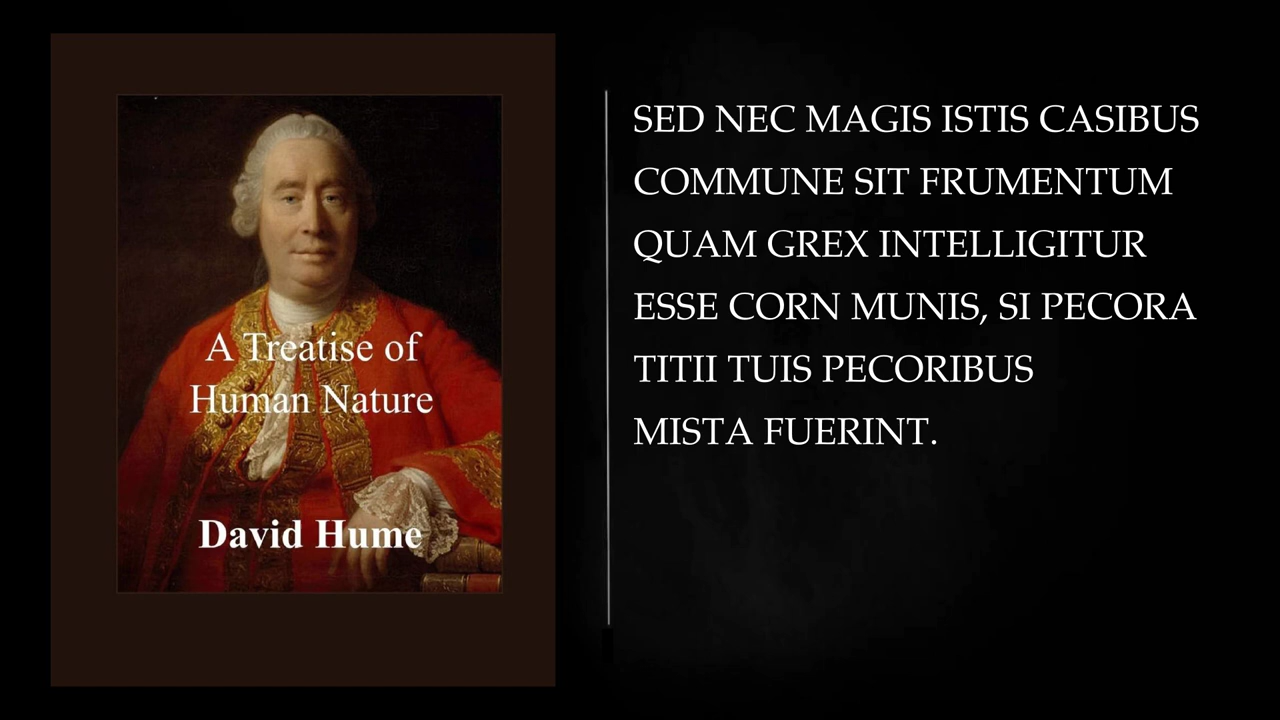 A Treatise of
Human Nature
David Hume
SED NEC MAGIS ISTIS CASIBUS
COMMUNE SIT FRUMENTUM
QUAM GREX INTELLIGITUR
ESSE CORN MUNIS, SI PECORA
TITII TUIS PECORIBUS
MISTA FUERINT.